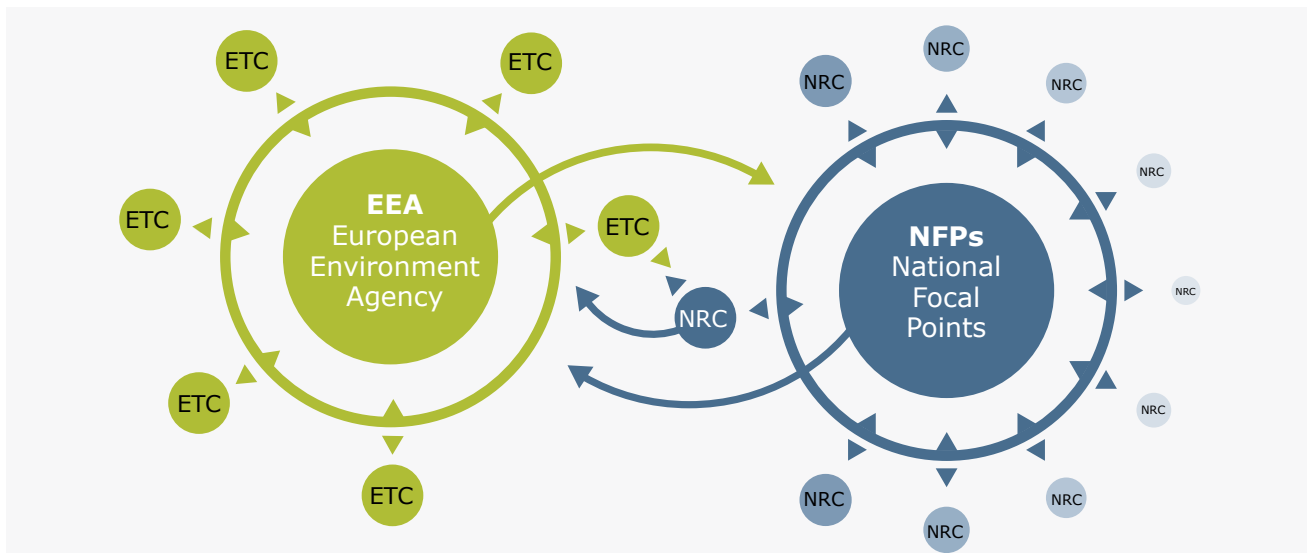 ETC
ETC
ETC
EEA
European
Environment
Agency
ETC
ETC
ETC
NRC
NRC
NRC
NRC
NRC
NFPs
National
Focal
Points
NRC
NRC
NRC
NRC
NRC
NRC